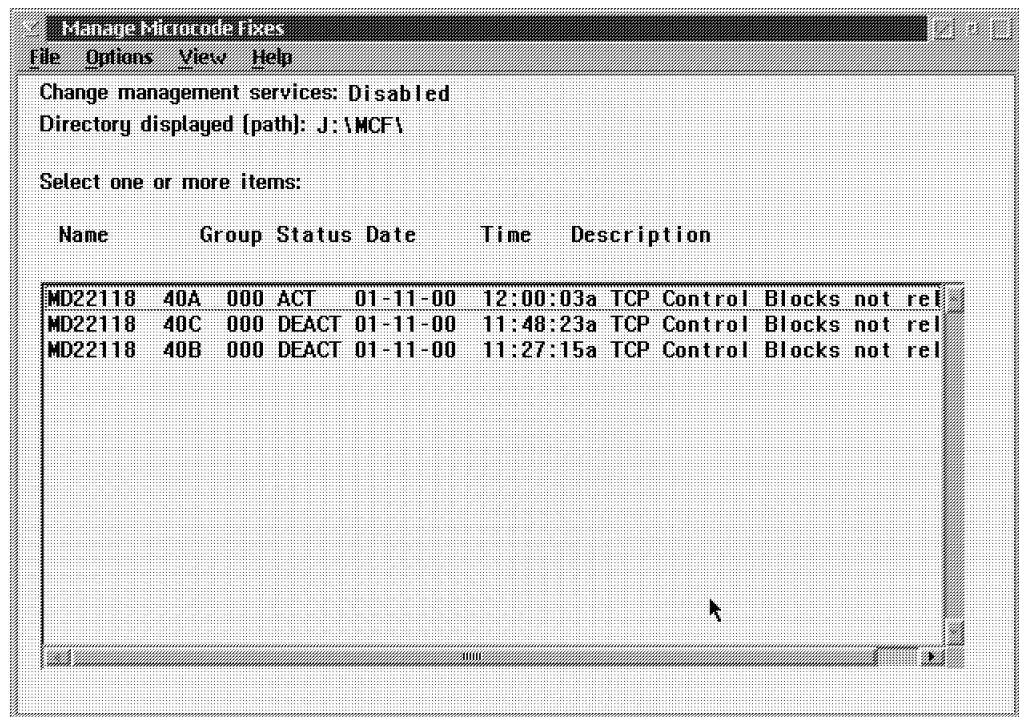 Manage Microcode Fixes
File Options View Help
Change management services: Disabled
Directory displayed (path): J:\MCF\
Select one or more items:
Name Group Status Date Time Description
MD22118 40A 000 ACT 01-11-00 12:00:03a TCP Control Blocks not rel
MD22118 40C 000 DEACT 01-11-00 11:48:23a TCP Control Blocks not rel
MD22118 40B 000 DEACT 01-11-00 11:27:15a TCP Control Blocks not rel